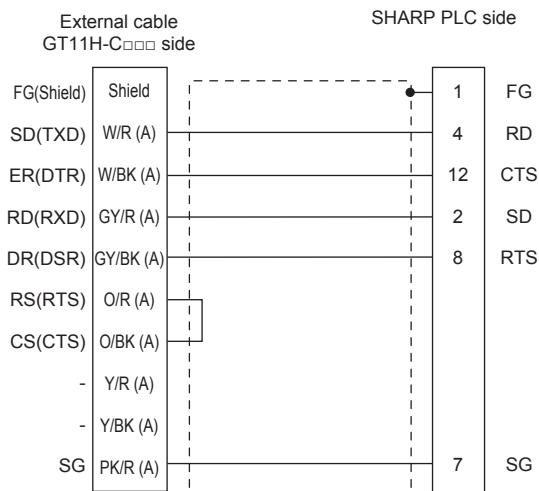 External cable
GT11H-C□□□ side
SHARP PLC side
FG(Shield) Shield 1 FG
SD(TXD) W/R (A) 4 RD
ER(DTR) W/BK (A) 12 CTS
RD(RXD) GY/R (A) 2 SD
DR(DSR) GY/BK (A) 8 RTS
RS(RTS) O/R (A)
CS(CTS) O/BK (A)
- Y/R (A)
- Y/BK (A)
SG PK/R (A) 7 SG